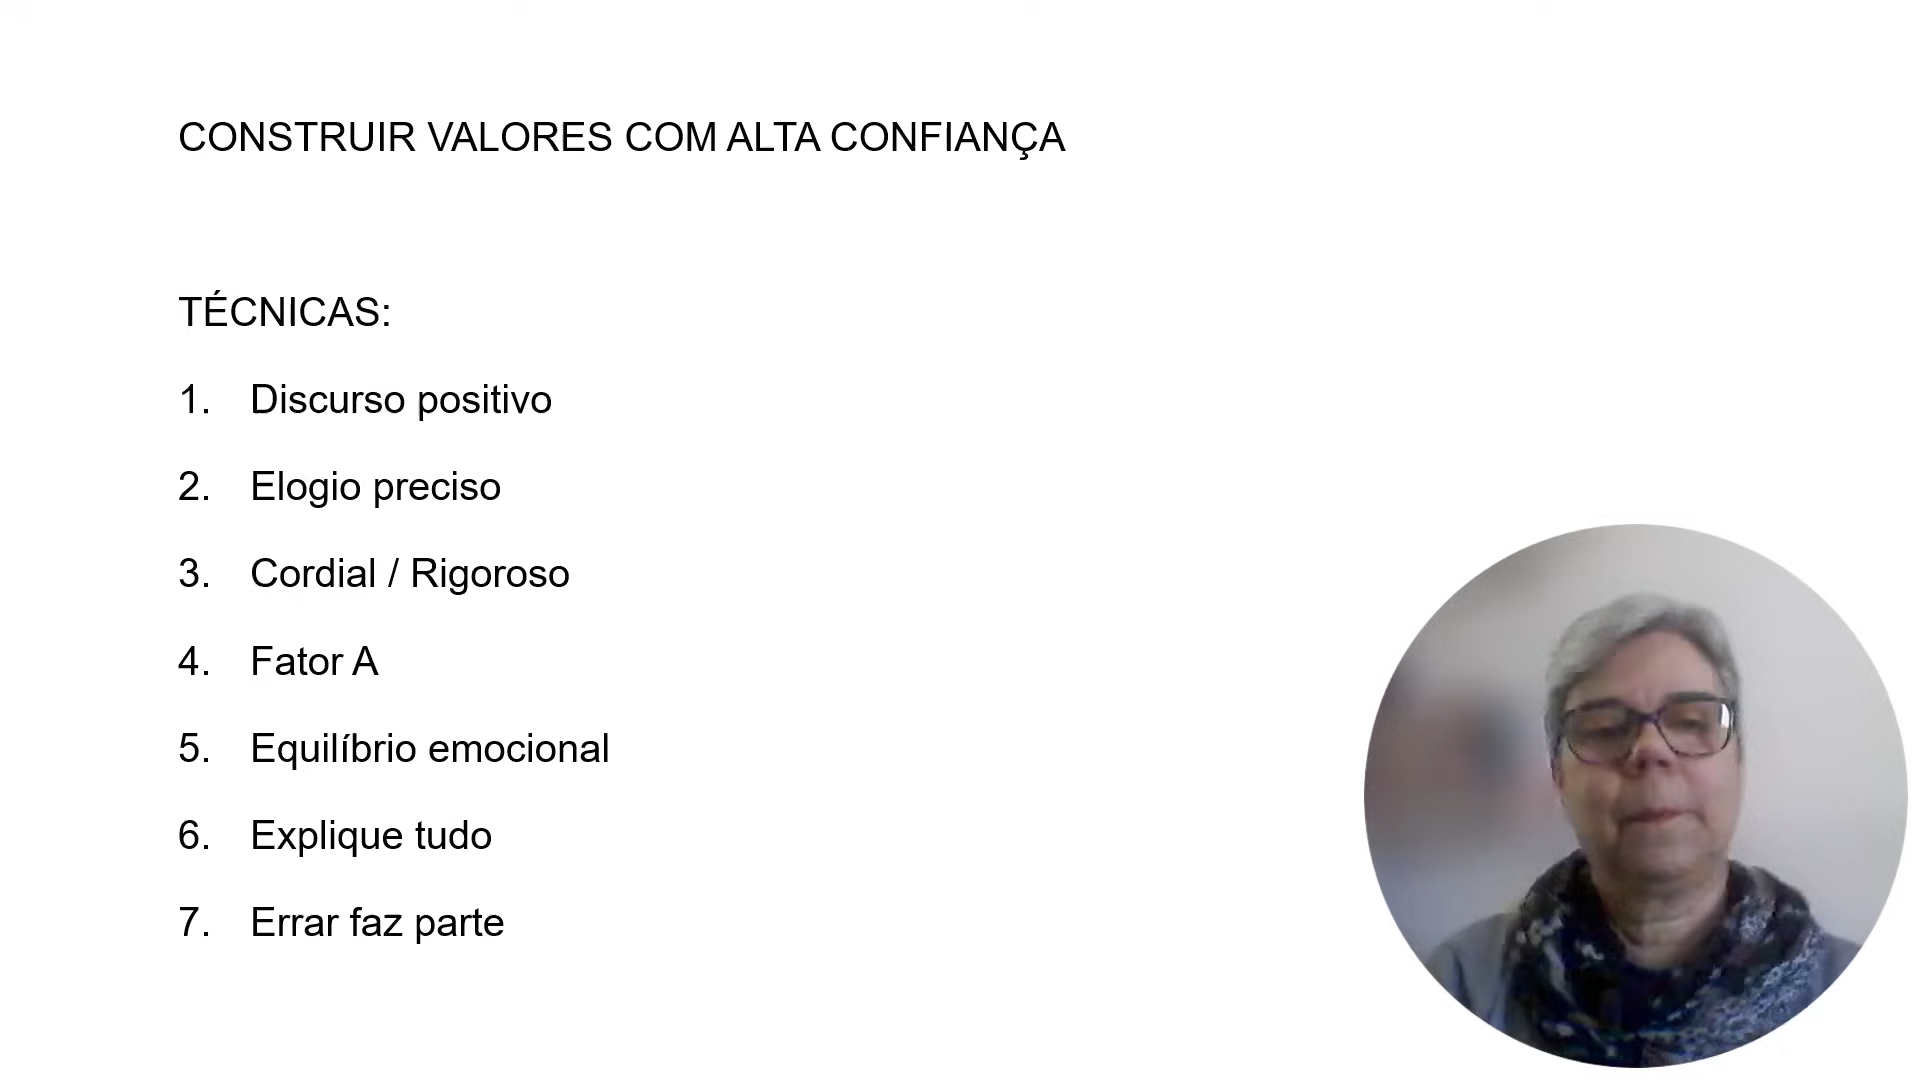 CONSTRUIR VALORES COM ALTA CONFIANÇA
TÉCNICAS:
1. Discurso positivo
2. Elogio preciso
3. Cordial / Rigoroso
4. Fator A
5. Equilíbrio emocional
6. Explique tudo
7. Errar faz parte